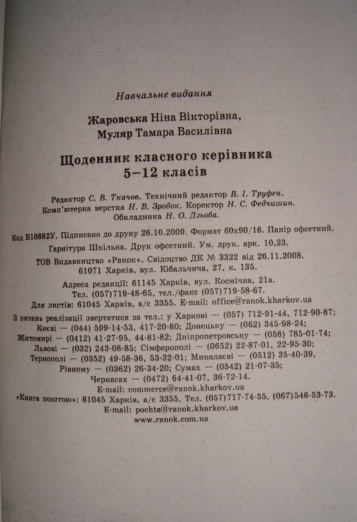 Навчальне видання
Жаровська Ніна Вікторівна,
Муляр Тамара Василівна
Щоденник класного керівника
5—12 класів
Редактор С. В. Ткачов. Технічний редактор В. І. Труфен.
Комп'ютерна верстка Н. В. Зробок. Коректор Н. С. Федчишин.
Обкладинка Н. О. Дзьоба.
Код Б10882У. Підписано до друку 26.10.2009. Формат 60х90/16. Папір офсетний.
Гарнітура Шкільна. Друк офсетний. Ум. друк. арк. 10,23.
ТОВ Видавництво «Ранок». Свідоцтво ДК № 3322 від 26.11.2008.
61071 Харків, вул. Кібальчича, 27, к. 135.
Адреса редакції: 61145 Харків, вул. Космічна, 21а.
Тел. (057)719-48-65, тел./факс (057)719-58-67.
Для листів: 61045 Харків, а/с 3355. E-mail: office@ranok.kharkov.ua
З питань реалізації звертатися за тел.: у Харкові — (057) 712-91-44, 712-90-87;
Києві — (044) 599-14-53, 417-20-80; Донецьку — (062) 345-98-24;
Житомирі — (0412) 41-27-95, 44-81-82; Дніпропетровську — (056) 785-01-74;
Львові — (032) 243-08-85; Сімферополі — (0652) 22-87-01, 22-95-30;
Тернополі — (0352) 49-58-36, 53-32-01; Миколаєві — (0512) 35-40-39,
Рівному — (0362) 26-34-20; Сумах — (0542) 21-07-35;
Черкасах — (0472) 64-41-07, 36-72-14.
E-mail: commerce@ranok.kharkov.ua
«Книга поштою»: 61045 Харків, а/с 3355. Тел. (057)717-74-55, (067)546-53-73.
E-mail: pochta@ranok.kharkov.ua
www.ranok.com.ua